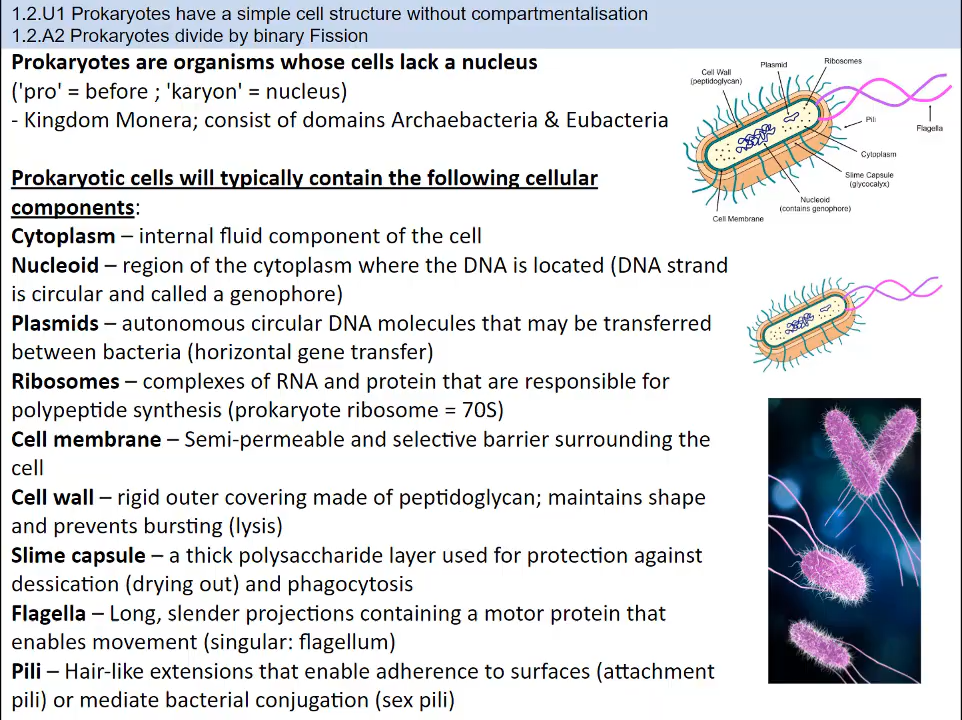 1.2.U1 Prokaryotes have a simple cell structure without compartmentalisation
1.2.A2 Prokaryotes divide by binary Fission
Prokaryotes are organisms whose cells lack a nucleus
('pro' = before ; 'karyon' = nucleus)
- Kingdom Monera; consist of domains Archaebacteria & Eubacteria
Prokaryotic cells will typically contain the following cellular
components:
Cytoplasm – internal fluid component of the cell
Nucleoid – region of the cytoplasm where the DNA is located (DNA strand
is circular and called a genophore)
Plasmids – autonomous circular DNA molecules that may be transferred
between bacteria (horizontal gene transfer)
Ribosomes – complexes of RNA and protein that are responsible for
polypeptide synthesis (prokaryote ribosome = 70S)
Cell membrane – Semi-permeable and selective barrier surrounding the
cell
Cell wall – rigid outer covering made of peptidoglycan; maintains shape
and prevents bursting (lysis)
Slime capsule – a thick polysaccharide layer used for protection against
dessication (drying out) and phagocytosis
Flagella – Long, slender projections containing a motor protein that
enables movement (singular: flagellum)
Pili – Hair-like extensions that enable adherence to surfaces (attachment
pili) or mediate bacterial conjugation (sex pili)
Cell Wall
(peptidoglycan)
Plasmid
Ribosomes
Pili
Flagella
Cytoplasm
Slime Capsule
(glycocalyx)
Nucleoid
(contains genophore)
Cell Membrane